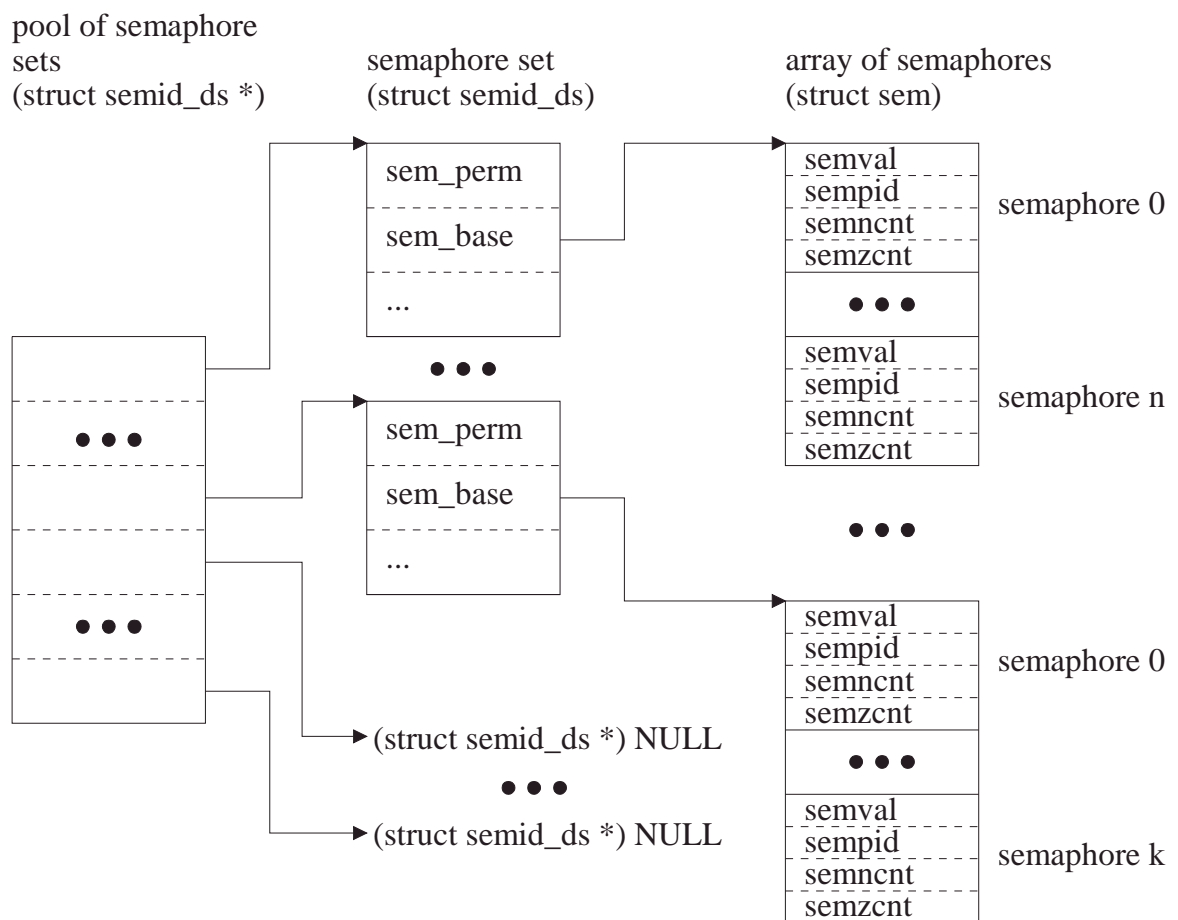 pool of semaphore
sets
(struct semid_ds *)
semaphore set
(struct semid_ds)
array of semaphores
(struct sem)
sem_perm
sem_base
...
semval
sempid
semncnt
semzcnt
semaphore 0
semval
sempid
semncnt
semzcnt
semaphore n
sem_perm
sem_base
...
semval
sempid
semncnt
semzcnt
semaphore 0
(struct semid_ds *) NULL
(struct semid_ds *) NULL
semval
sempid
semncnt
semzcnt
semaphore k